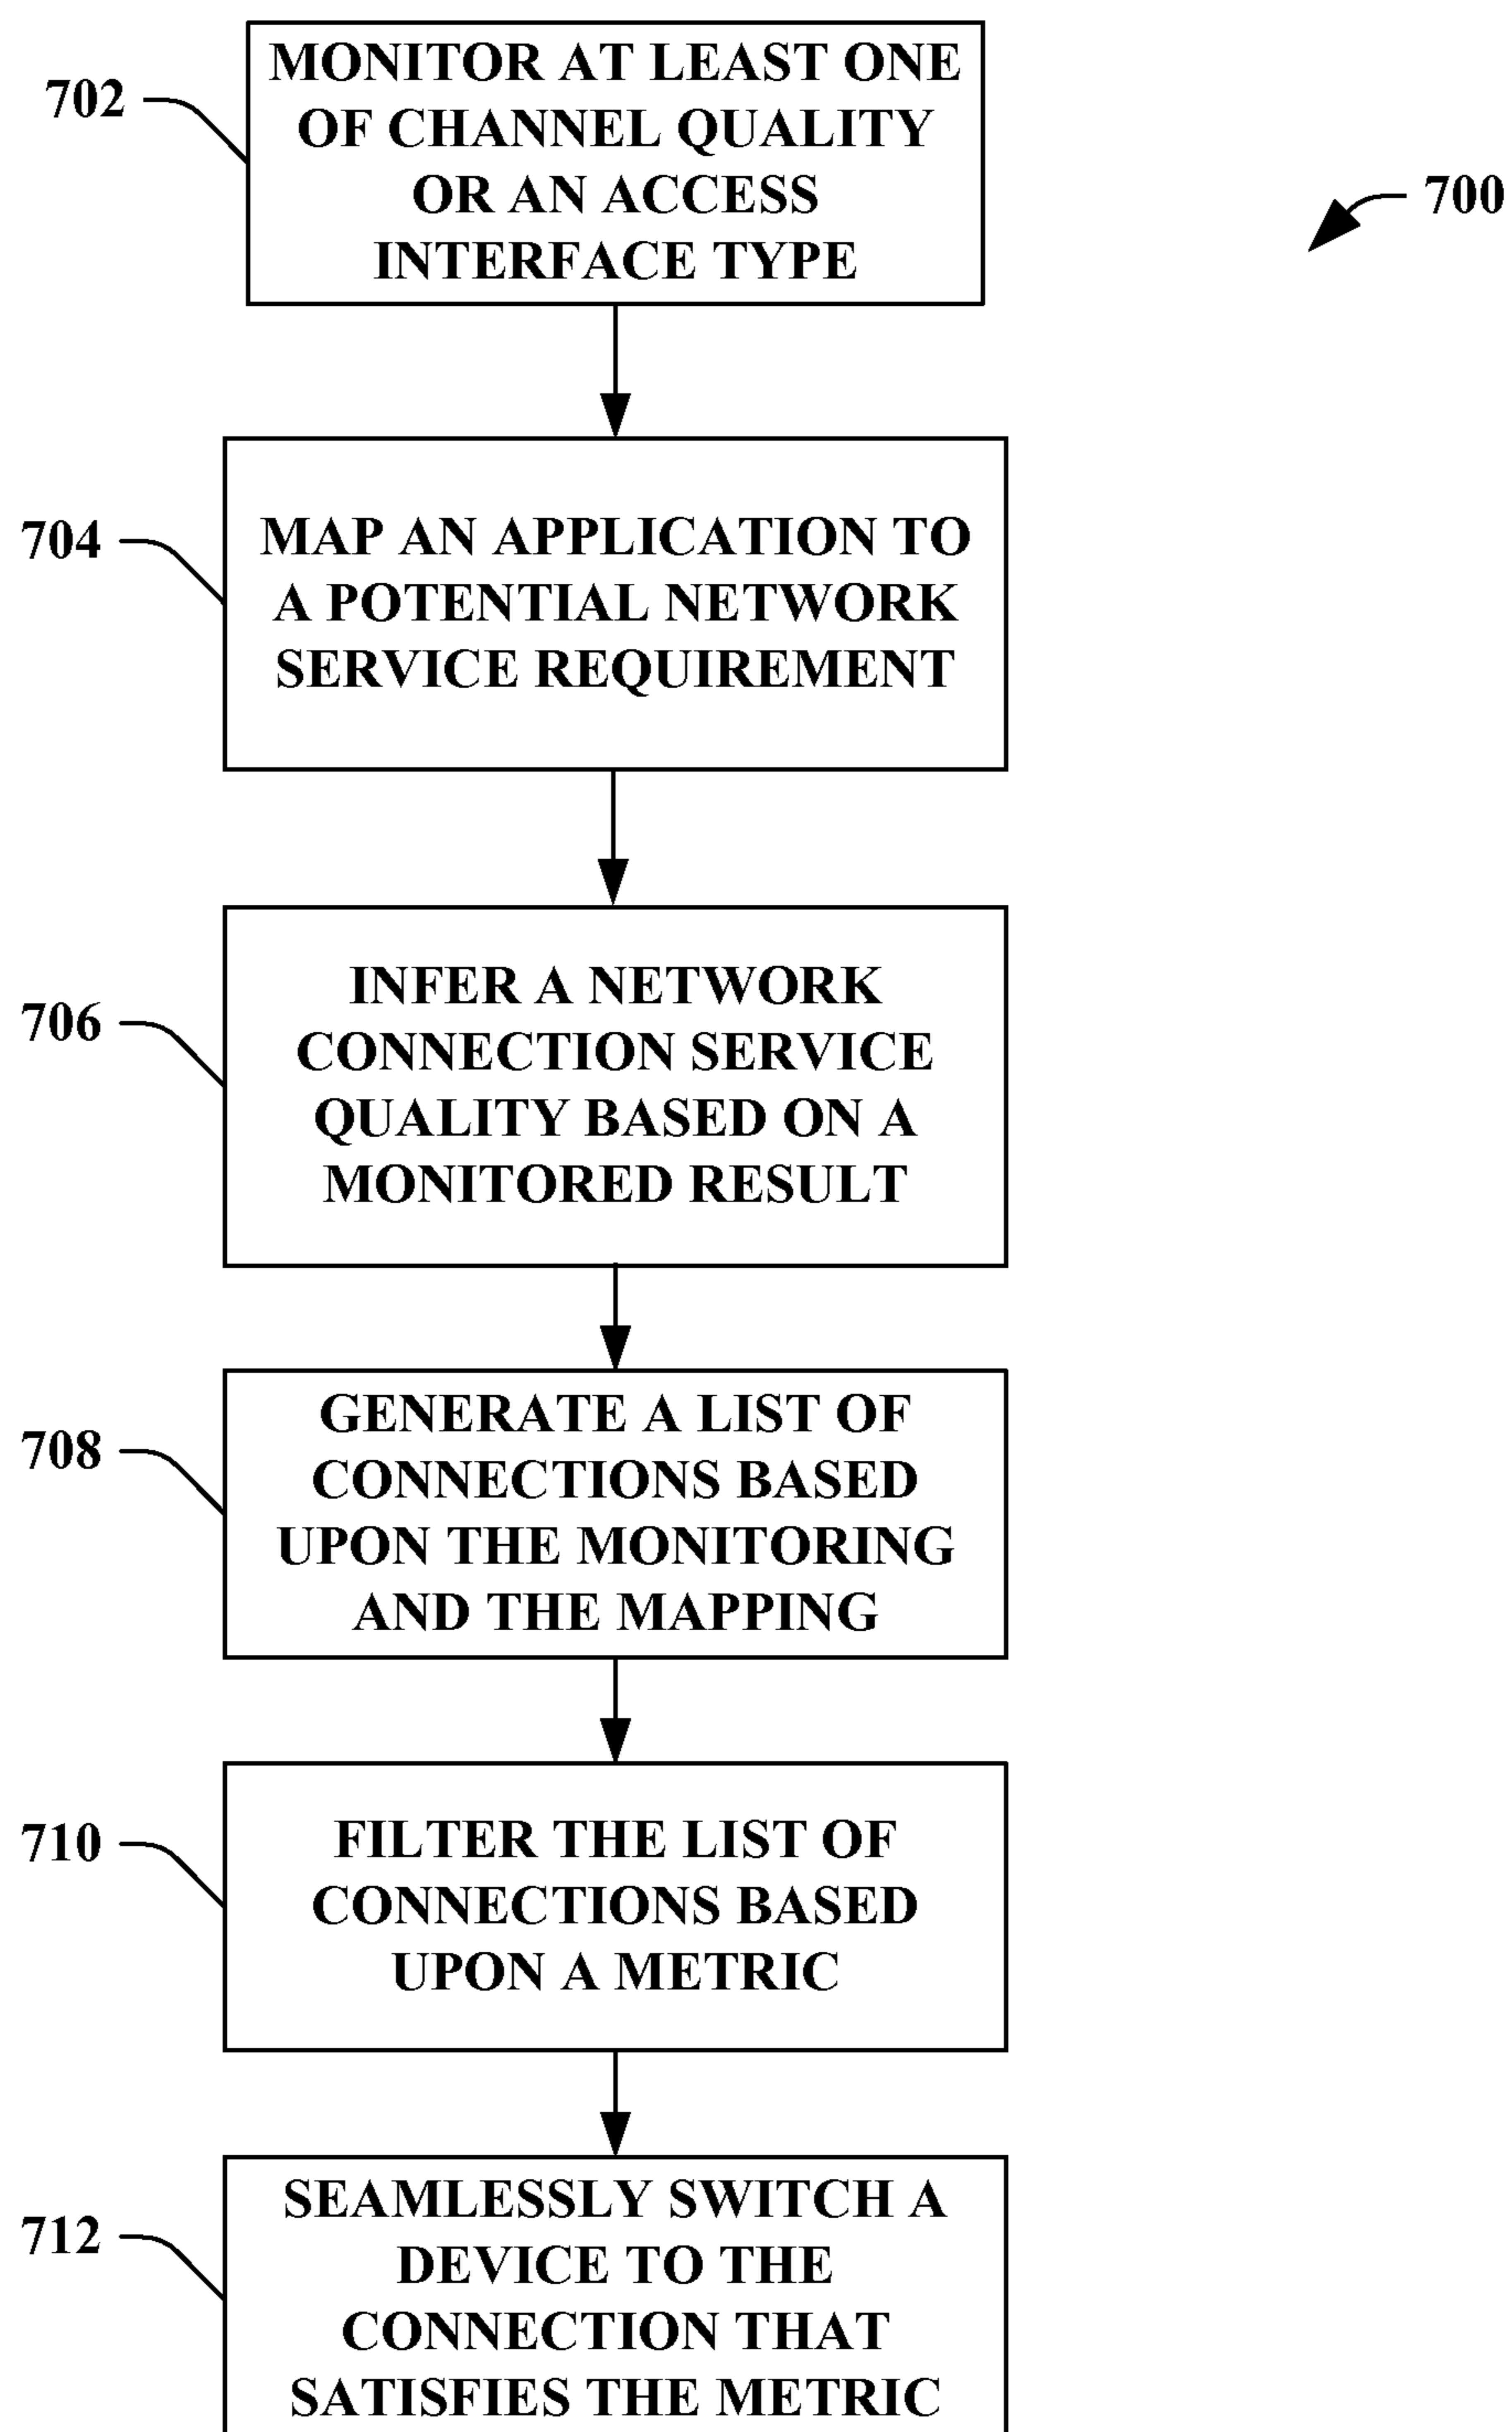 702
MONITOR AT LEAST ONE
OF CHANNEL QUALITY
OR AN ACCESS
INTERFACE TYPE
700
704
MAP AN APPLICATION TO
A POTENTIAL NETWORK
SERVICE REQUIREMENT
706
INFER A NETWORK
CONNECTION SERVICE
QUALITY BASED ON A
MONITORED RESULT
708
GENERATE A LIST OF
CONNECTIONS BASED
UPON THE MONITORING
AND THE MAPPING
710
FILTER THE LIST OF
CONNECTIONS BASED
UPON A METRIC
712
SEAMLESSLY SWITCH A
DEVICE TO THE
CONNECTION THAT
SATISFIES THE METRIC